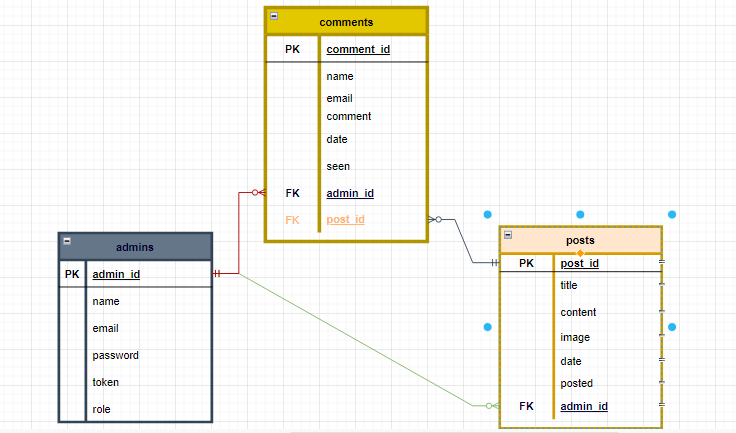 comments
PK comment_id
name
email
comment
date
seen
FK admin_id
FK post_id
admins
PK admin_id
name
email
password
token
role
posts
PK post_id
title
content
image
date
posted
FK admin_id